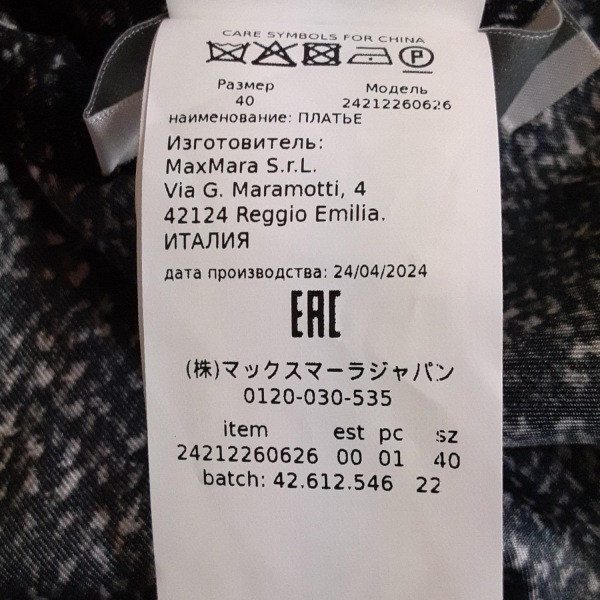 CARE SYMBOLS FOR CHINA
P
Размер Модель
40 24212260626
наименование: ПЛАТЬЕ
Изготовитель:
MaxMara S.r.L.
Via G. Maramotti, 4
42124 Reggio Emilia.
ИТАЛИЯ
дата производства: 24/04/2024
EAC
(株)マックスマーラジャパン
0120-030-535
item est pc sz
24212260626 00 01 40
batch: 42.612.546 22